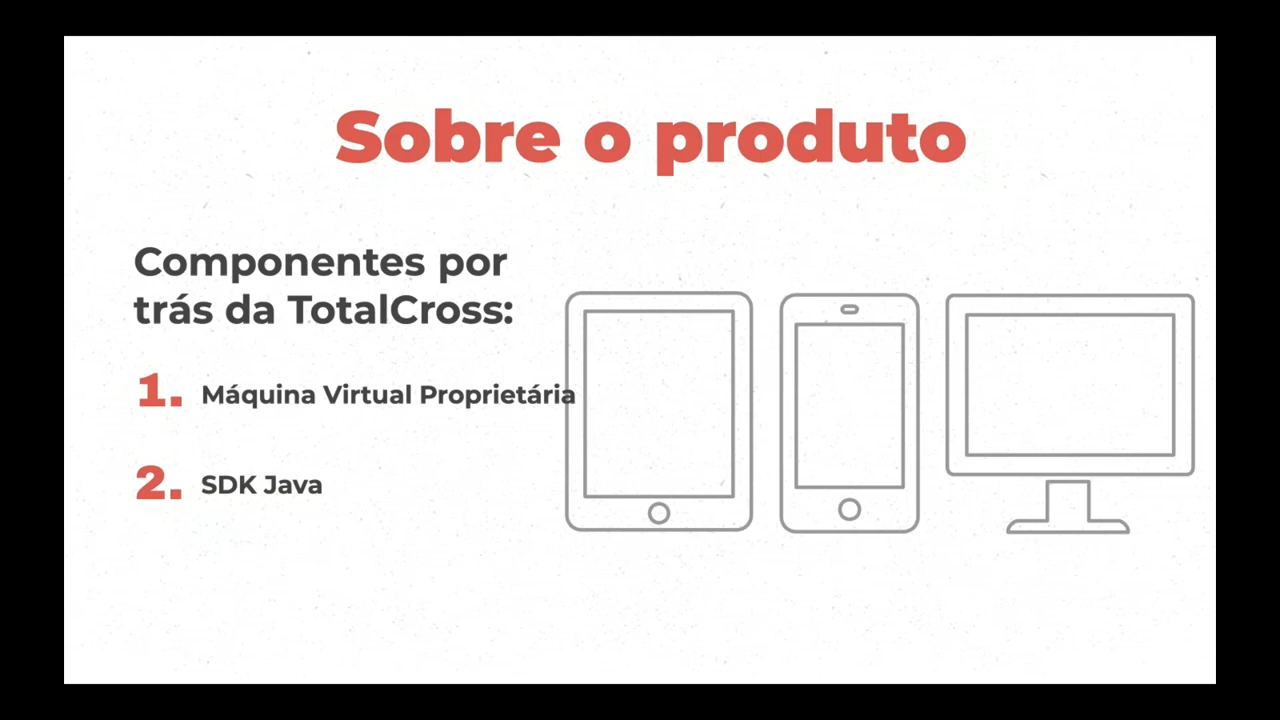 Sobre o produto
Componentes por
trás da TotalCross:
1. Máquina Virtual Proprietária
2. SDK Java